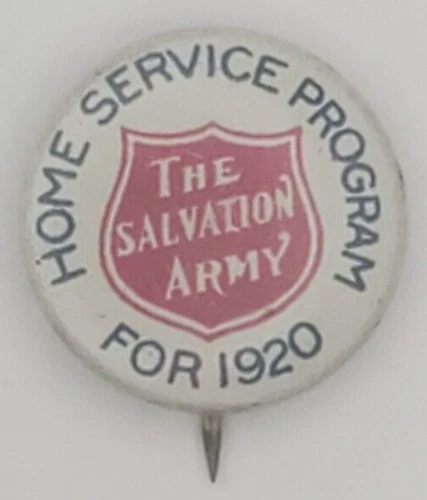 HOME SERVICE PROGRAM
THE
SALVATION
ARMY
FOR 1920